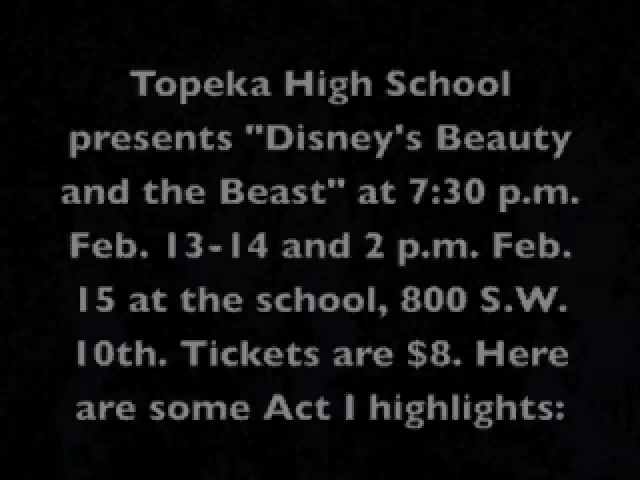 Topeka High School
presents "Disney's Beauty
and the Beast" at 7:30 p.m.
Feb. 13-14 and 2 p.m. Feb.
15 at the school, 800 S.W.
10th. Tickets are $8. Here
are some Act I highlights: